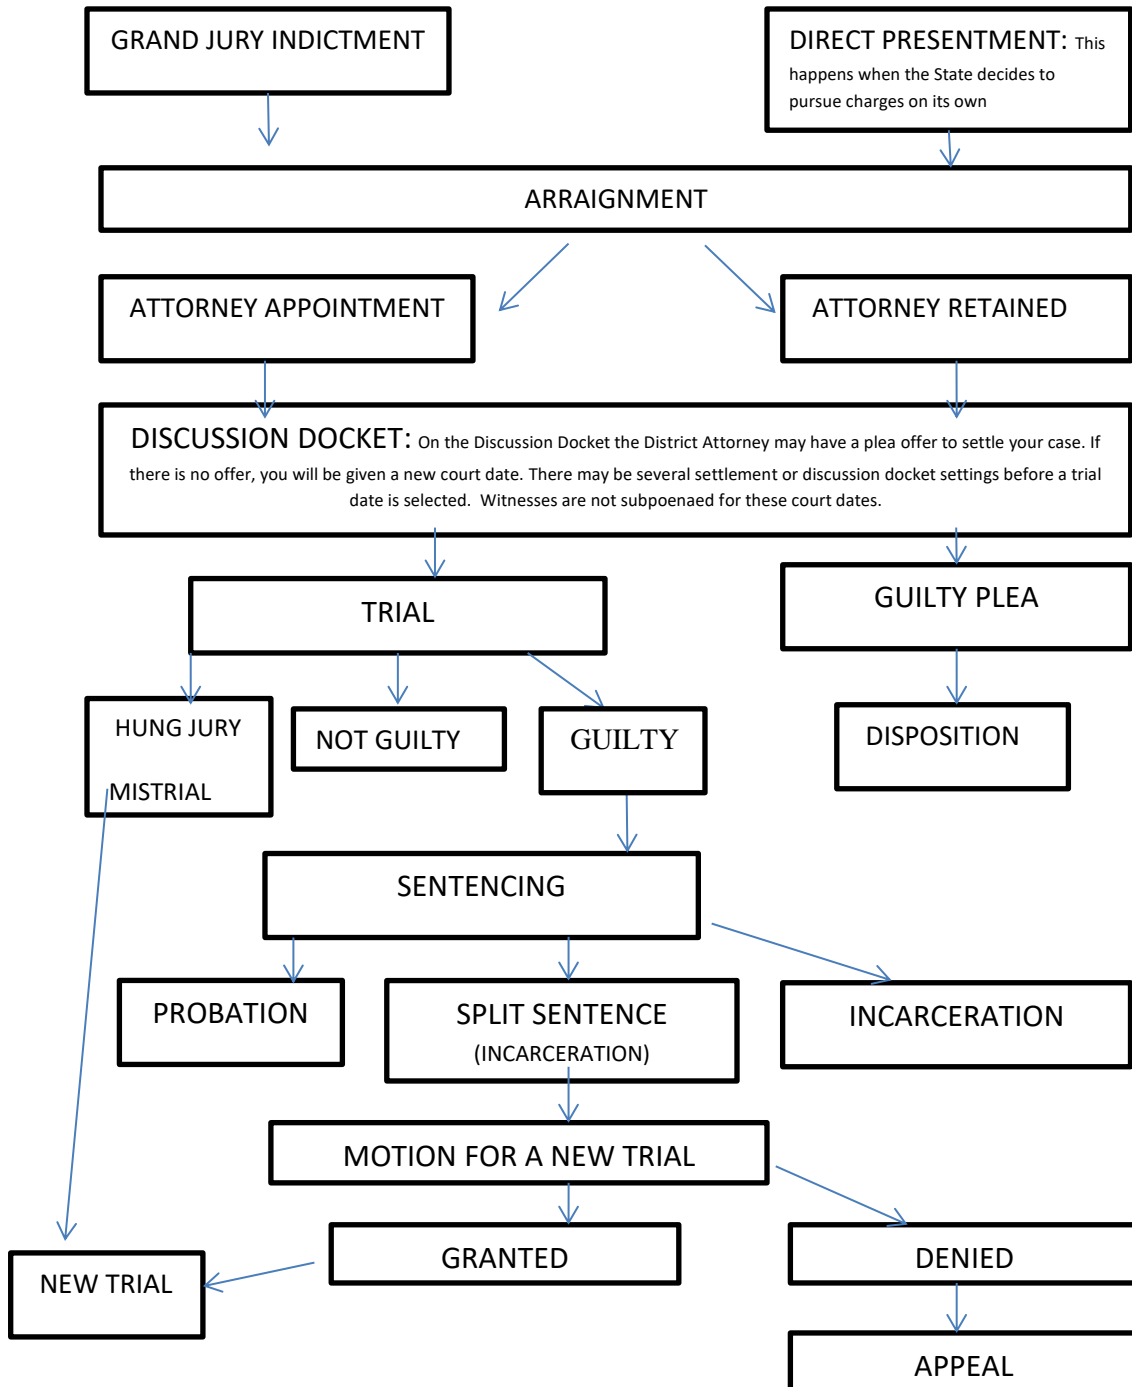 GRAND JURY INDICTMENT
DIRECT PRESENTMENT: This
happens when the State decides to
pursue charges on its own
ARRAIGNMENT
ATTORNEY APPOINTMENT
ATTORNEY RETAINED
DISCUSSION DOCKET: On the Discussion Docket the District Attorney may have a plea offer to settle your case. If
there is no offer, you will be given a new court date. There may be several settlement or discussion docket settings before a trial
date is selected.  Witnesses are not subpoenaed for these court dates.
TRIAL
GUILTY PLEA
HUNG JURY
MISTRIAL
NOT GUILTY
GUILTY
DISPOSITION
SENTENCING
PROBATION
SPLIT SENTENCE
(INCARCERATION)
INCARCERATION
MOTION FOR A NEW TRIAL
GRANTED
DENIED
NEW TRIAL
APPEAL